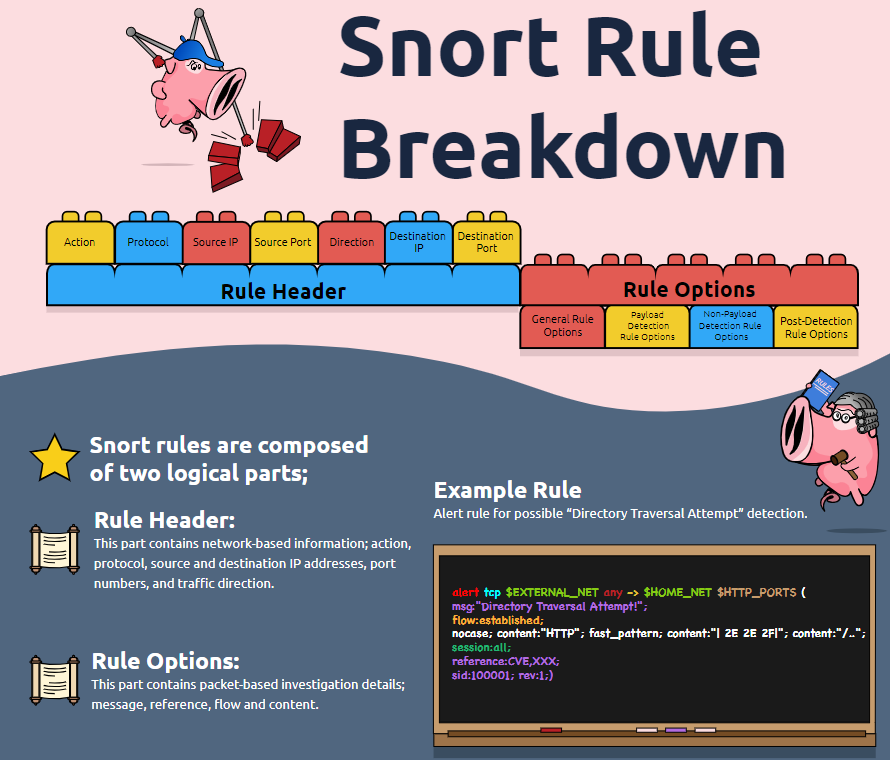 Snort Rule
Breakdown
Action
Protocol
Source IP
Source Port
Direction
Destination
IP
Destination
Port
Rule Header
Rule Options
General Rule
Options
Payload
Detection
Rule Options
Non-Payload
Detection Rule
Options
Post-Detection
Rule Options
RULES
Snort rules are composed
of two logical parts;
Rule Header:
This part contains network-based information; action,
protocol, source and destination IP addresses, port
numbers, and traffic direction.
Rule Options:
This part contains packet-based investigation details;
message, reference, flow and content.
Example Rule
Alert rule for possible “Directory Traversal Attempt” detection.
alert tcp $EXTERNAL_NET any -> $HOME_NET $HTTP_PORTS (
msg:"Directory Traversal Attempt!";
flow:established;
nocase; content:"HTTP"; fast_pattern; content:"| 2E 2E 2F|"; content:"/..";
session:all;
reference:CVE,XXX;
sid:100001; rev:1;)